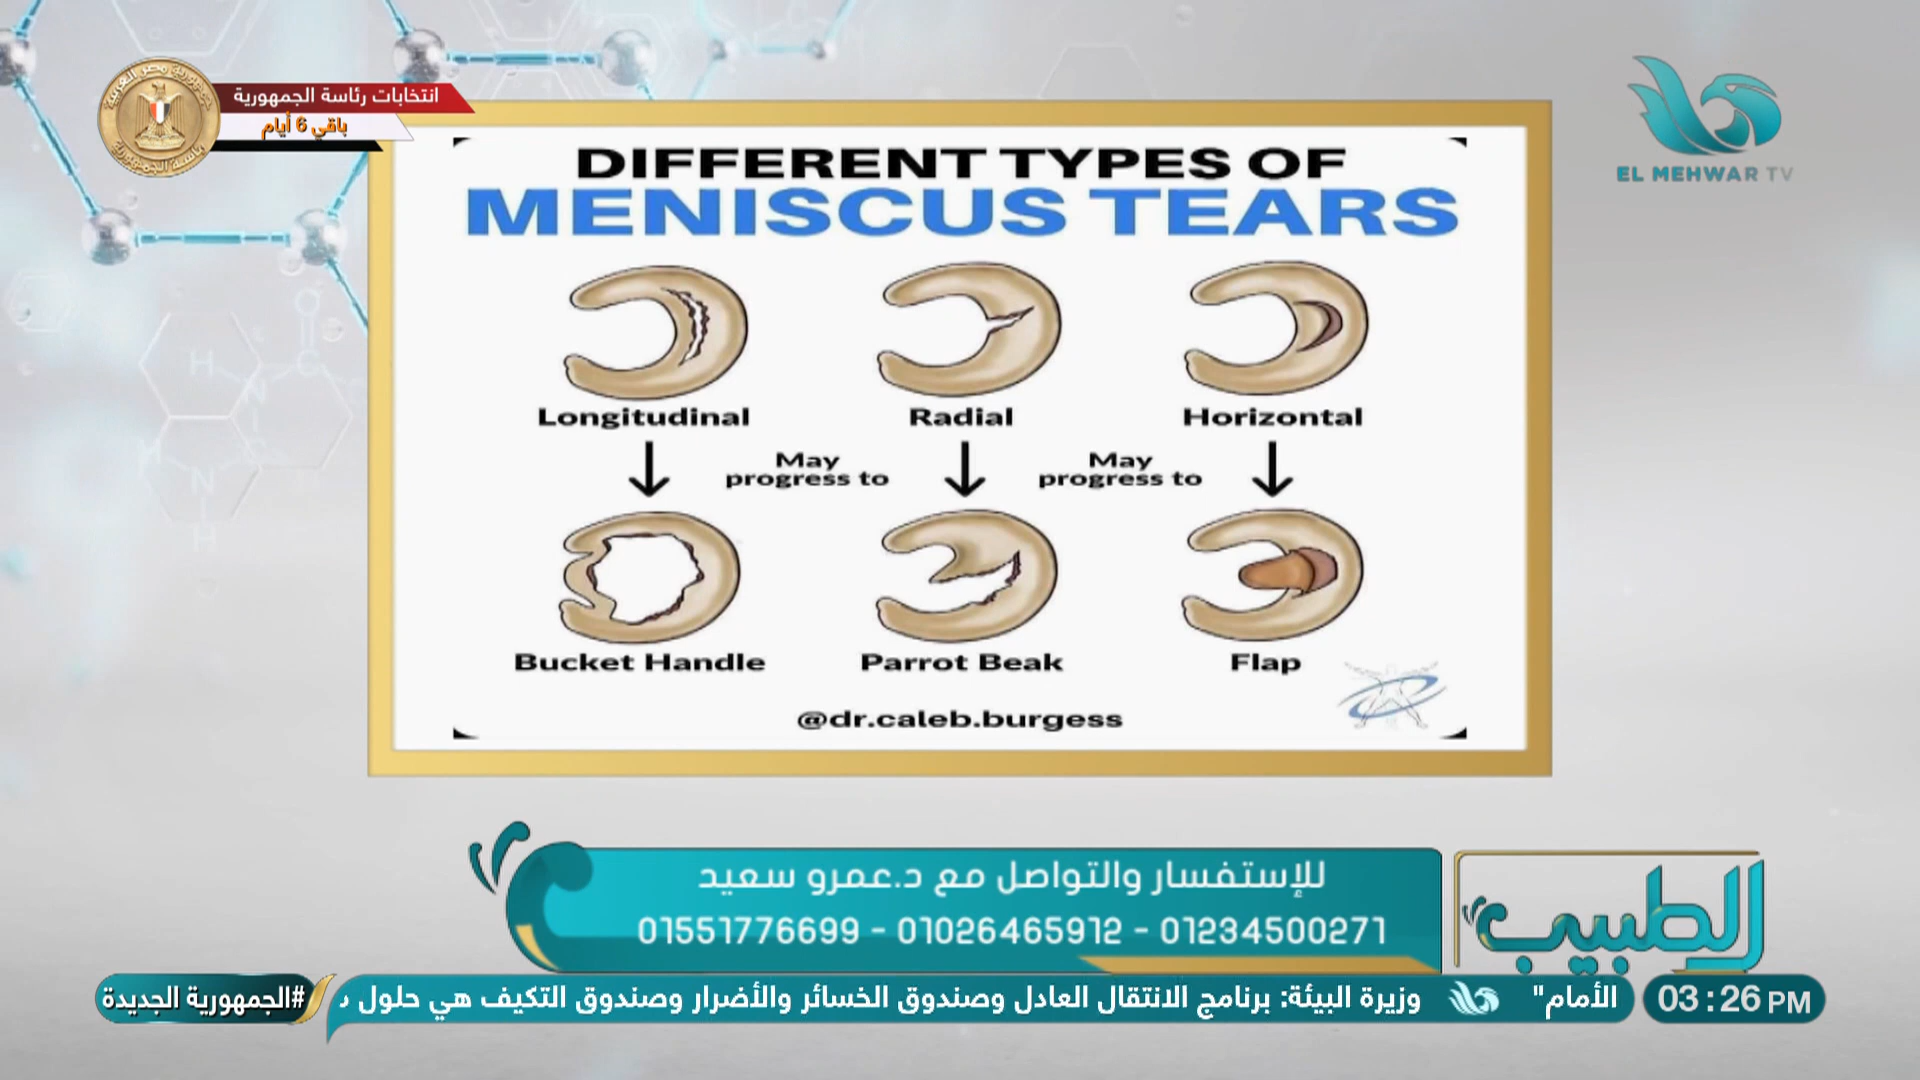 انتخابات رئاسة الجمهورية
باقي 6 أيام
EL MEHWAR TV
DIFFERENT TYPES OF
MENISCUS TEARS
Longitudinal
Radial
Horizontal
May progress to
May progress to
Bucket Handle
Parrot Beak
Flap
@dr.caleb.burgess
للإستفسار والتواصل مع د.عمرو سعيد
01551776699 - 01026465912 - 01234500271
الطبيب
03:26 PM
الأمام" وزيرة البيئة: برنامج الانتقال العادل وصندوق الخسائر والأضرار وصندوق التكيف هي حلول
#الجمهورية الجديدة